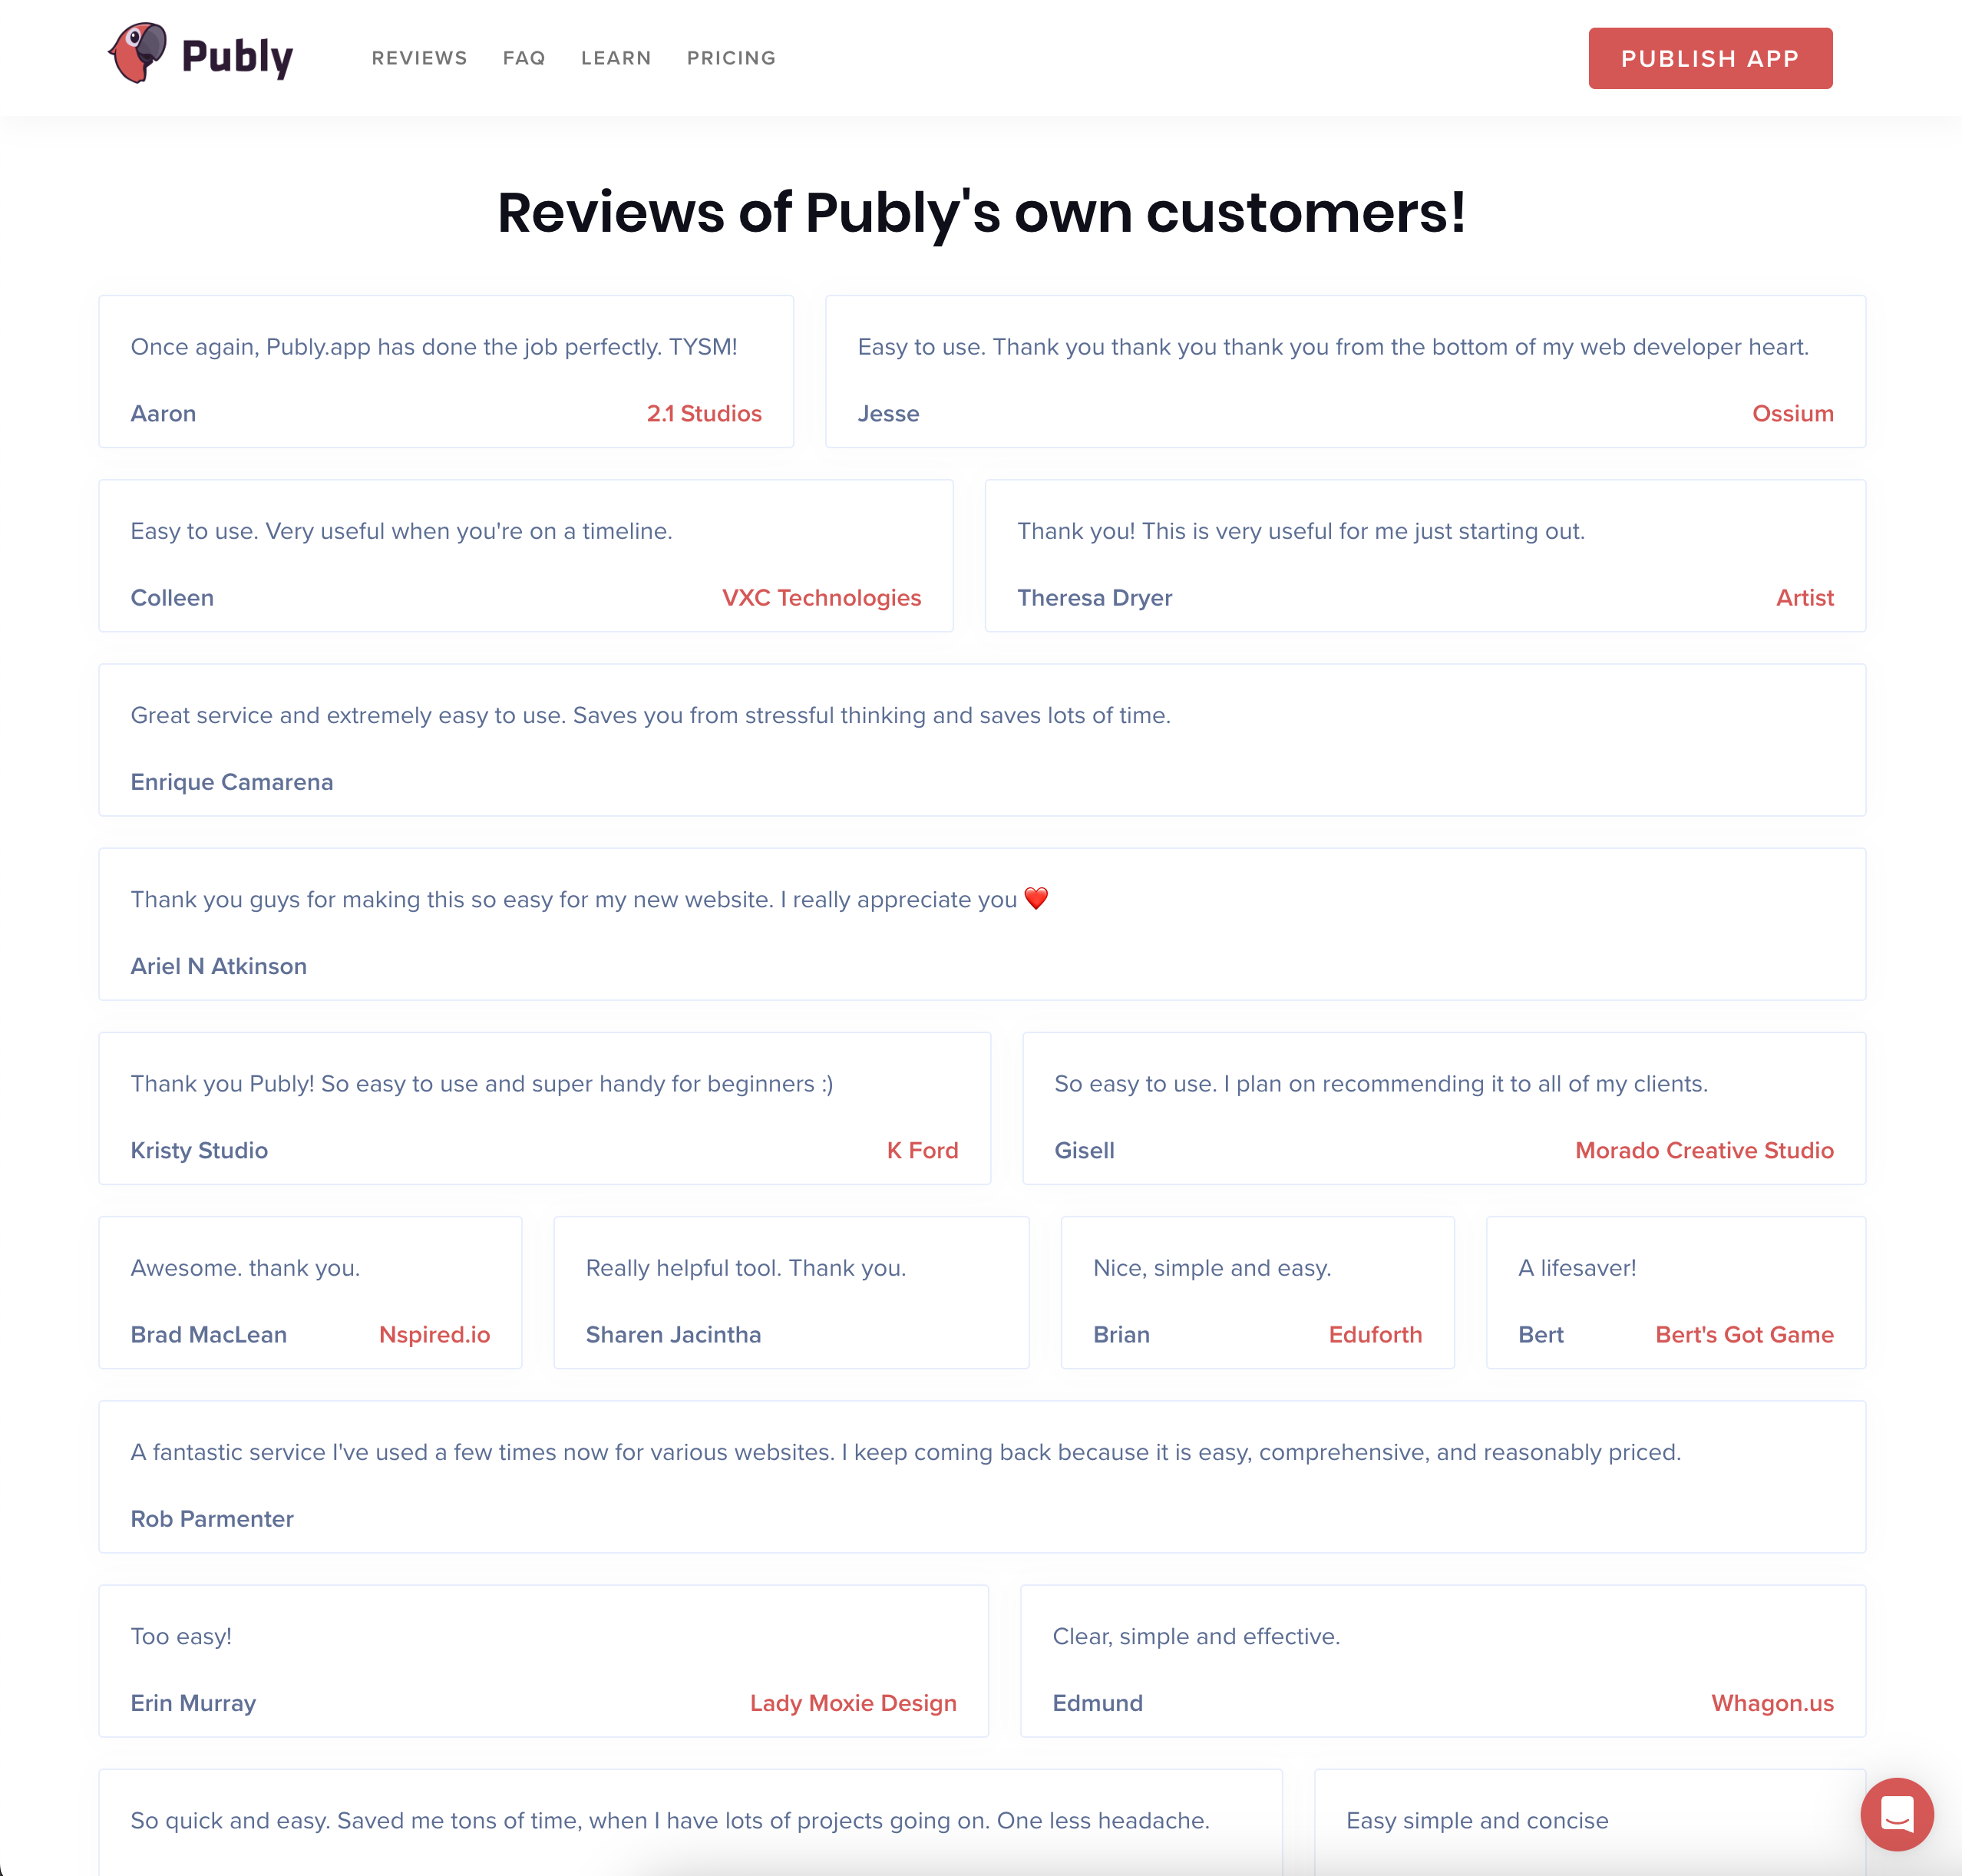 Publy
REVIEWS FAQ LEARN PRICING
PUBLISH APP
Reviews of Publy's own customers!
Once again, Publy.app has done the job perfectly. TYSM!
Aaron 2.1 Studios
Easy to use. Thank you thank you thank you from the bottom of my web developer heart.
Jesse Ossium
Easy to use. Very useful when you're on a timeline.
Colleen VXC Technologies
Thank you! This is very useful for me just starting out.
Theresa Dryer Artist
Great service and extremely easy to use. Saves you from stressful thinking and saves lots of time.
Enrique Camarena
Thank you guys for making this so easy for my new website. I really appreciate you ❤️
Ariel N Atkinson
Thank you Publy! So easy to use and super handy for beginners :)
Kristy Studio K Ford
So easy to use. I plan on recommending it to all of my clients.
Gisell Morado Creative Studio
Awesome. thank you.
Brad MacLean Nspired.io
Really helpful tool. Thank you.
Sharen Jacintha
Nice, simple and easy.
Brian Eduforth
A lifesaver!
Bert Bert's Got Game
A fantastic service I've used a few times now for various websites. I keep coming back because it is easy, comprehensive, and reasonably priced.
Rob Parmenter
Too easy!
Erin Murray Lady Moxie Design
Clear, simple and effective.
Edmund Whagon.us
So quick and easy. Saved me tons of time, when I have lots of projects going on. One less headache.
Easy simple and concise